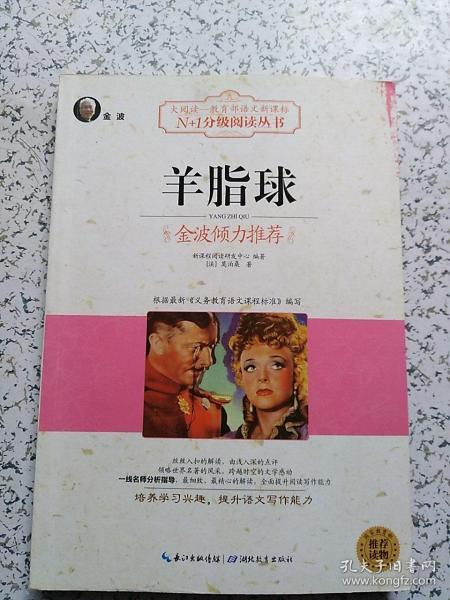 金波
大阅读—教育部语文新课标
N+1分级阅读丛书
羊脂球
YANG ZHI QIU
金波倾力推荐
新课程阅读研发中心 编著
[法] 莫泊桑 著
根据最新《义务教育语文课程标准》编写
丝丝入扣的解读，由浅入深的点评
领略世界名著的风采，跨越时空的文学感动
一线名师分析指导，最细致、最精心的解读，全面提升阅读写作能力
培养学习兴趣，提升语文写作能力
长江出版传媒 湖北教育出版社
推荐
读物
孔夫子旧书网
book.kongfz.com